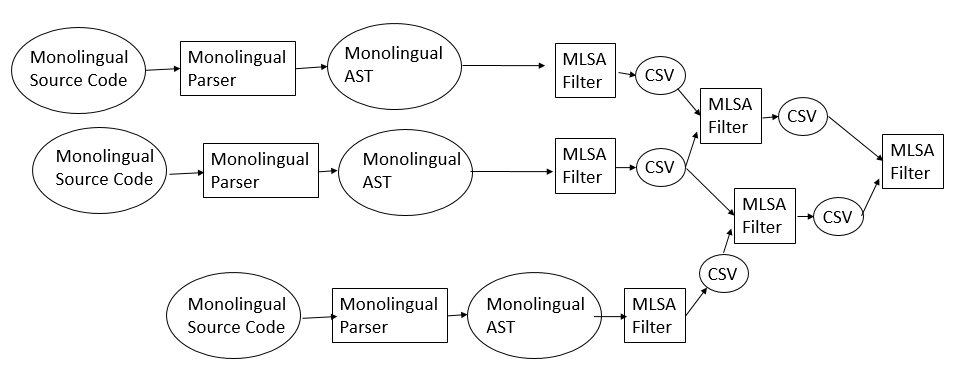 Monolingual
Source Code
Monolingual
Parser
Monolingual
AST
MLSA
Filter
CSV
MLSA
Filter
CSV
Monolingual
Source Code
Monolingual
Parser
Monolingual
AST
MLSA
Filter
CSV
MLSA
Filter
MLSA
Filter
CSV
Monolingual
Source Code
Monolingual
Parser
Monolingual
AST
MLSA
Filter
CSV